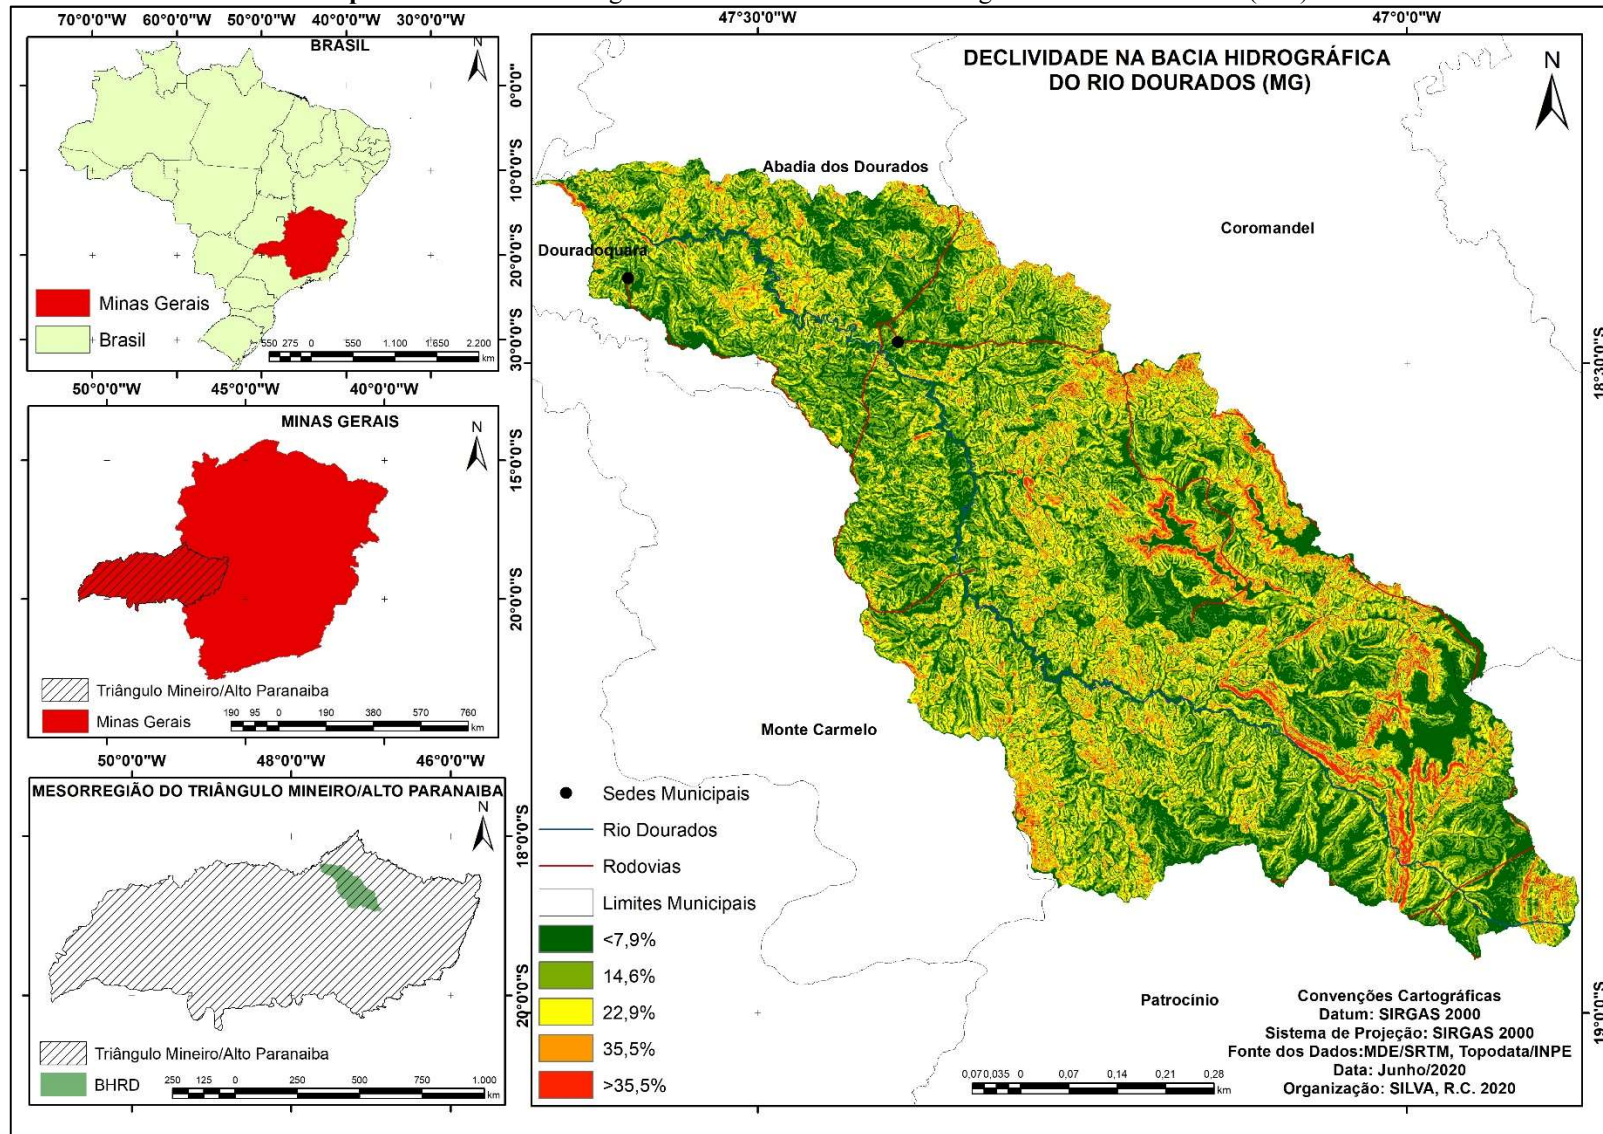 70°0'0"W 60°0'0"W 50°0'0"W 40°0'0"W 30°0'0"W
BRASIL
N
0°0'0"
10°0'0"S
20°0'0"S
30°0'0"S
Minas Gerais
Brasil
550 275 0 550 1.100 1.650 2.200
km
50°0'0"W 45°0'0"W 40°0'0"W
MINAS GERAIS
N
15°0'0"S
20°0'0"S
Triângulo Mineiro/Alto Paranaiba
Minas Gerais
190 95 0 190 380 570 760
km
50°0'0"W 48°0'0"W 46°0'0"W
MESORREGIÃO DO TRIÂNGULO MINEIRO/ALTO PARANAIBA
N
18°0'0"S
20°0'0"S
Triângulo Mineiro/Alto Paranaiba
BHRD
250 125 0 250 500 750 1.000
km
47°30'0"W 47°0'0"W
DECLIVIDADE NA BACIA HIDROGRÁFICA
DO RIO DOURADOS (MG)
N
Abadia dos Dourados
Coromandel
Douradoquara
18°30'0"S
Monte Carmelo
Patrocínio
19°0'0"S
Sedes Municipais
Rio Dourados
Rodovias
Limites Municipais
<7,9%
14,6%
22,9%
35,5%
>35,5%
0,07 0,035 0 0,07 0,14 0,21 0,28
km
Convenções Cartográficas
Datum: SIRGAS 2000
Sistema de Projeção: SIRGAS 2000
Fonte dos Dados:MDE/SRTM, Topodata/INPE
Data: Junho/2020
Organização: SILVA, R.C. 2020